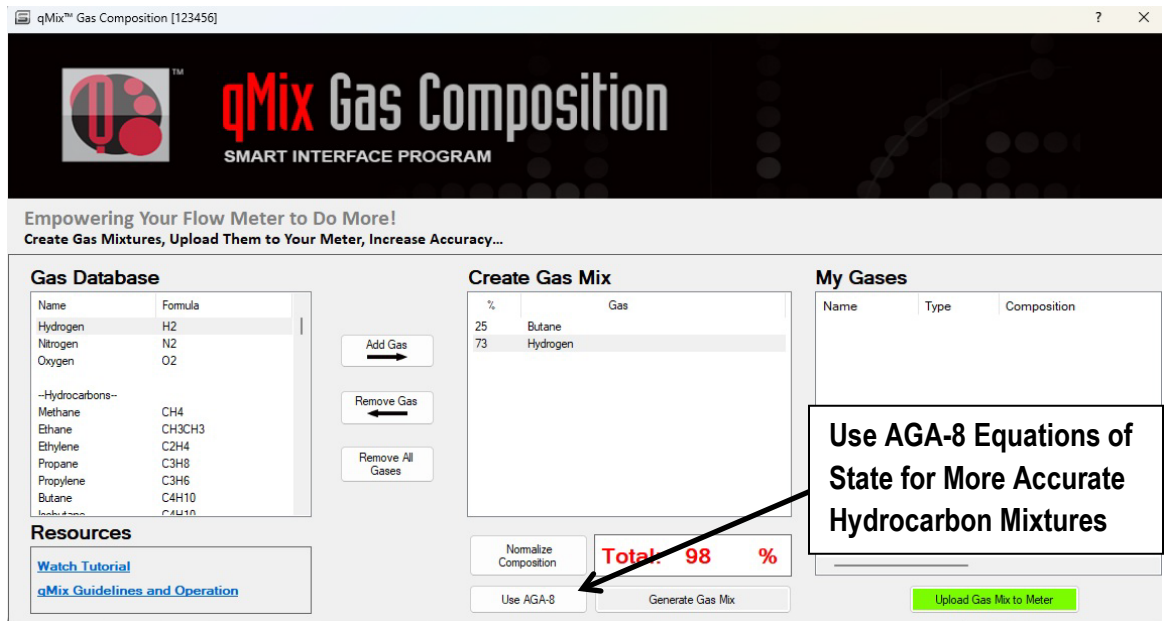 qMix™ Gas Composition [123456]
?
X
TM
qMix Gas Composition
SMART INTERFACE PROGRAM
Empowering Your Flow Meter to Do More!
Create Gas Mixtures, Upload Them to Your Meter, Increase Accuracy...
Gas Database
Name Formula
Hydrogen H2
Nitrogen N2
Oxygen O2
--Hydrocarbons--
Methane CH4
Ethane CH3CH3
Ethylene C2H4
Propane C3H8
Propylene C3H6
Butane C4H10
Add Gas
Remove Gas
Remove All
Gases
Create Gas Mix
% Gas
25 Butane
73 Hydrogen
My Gases
Name Type Composition
Use AGA-8 Equations of
State for More Accurate
Hydrocarbon Mixtures
Resources
Watch Tutorial
qMix Guidelines and Operation
Normalize
Composition
Total: 98 %
Use AGA-8
Generate Gas Mix
Upload Gas Mix to Meter